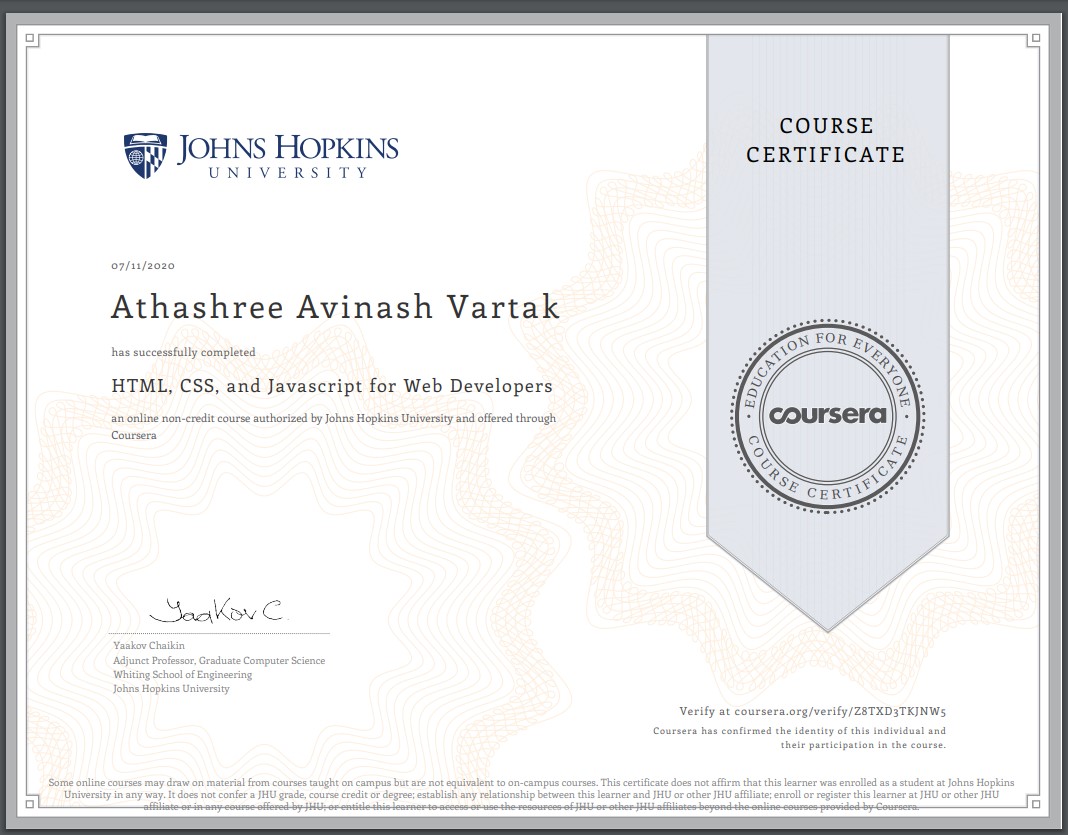 JOHNS HOPKINS
UNIVERSITY
COURSE
CERTIFICATE
07/11/2020
Athashree Avinash Vartak
has successfully completed
HTML, CSS, and Javascript for Web Developers
an online non-credit course authorized by Johns Hopkins University and offered through
Coursera
EDUCATION FOR EVERYONE
coursera
COURSE CERTIFICATE
Yaakov C.
Yaakov Chaikin
Adjunct Professor, Graduate Computer Science
Whiting School of Engineering
Johns Hopkins University
Verify at coursera.org/verify/Z8TXD3TKJNW5
Coursera has confirmed the identity of this individual and
their participation in the course.
Some online courses may draw on material from courses taught on campus but are not equivalent to on-campus courses. This certificate does not affirm that this learner was enrolled as a student at Johns Hopkins
University in any way. It does not confer a JHU grade, course credit or degree; establish any relationship between this learner and JHU or other JHU affiliate; enroll or register this learner at JHU or other JHU
affiliate or in any course offered by JHU; or entitle this learner to access or use the resources of JHU or other JHU affiliates beyond the online courses provided by Coursera.